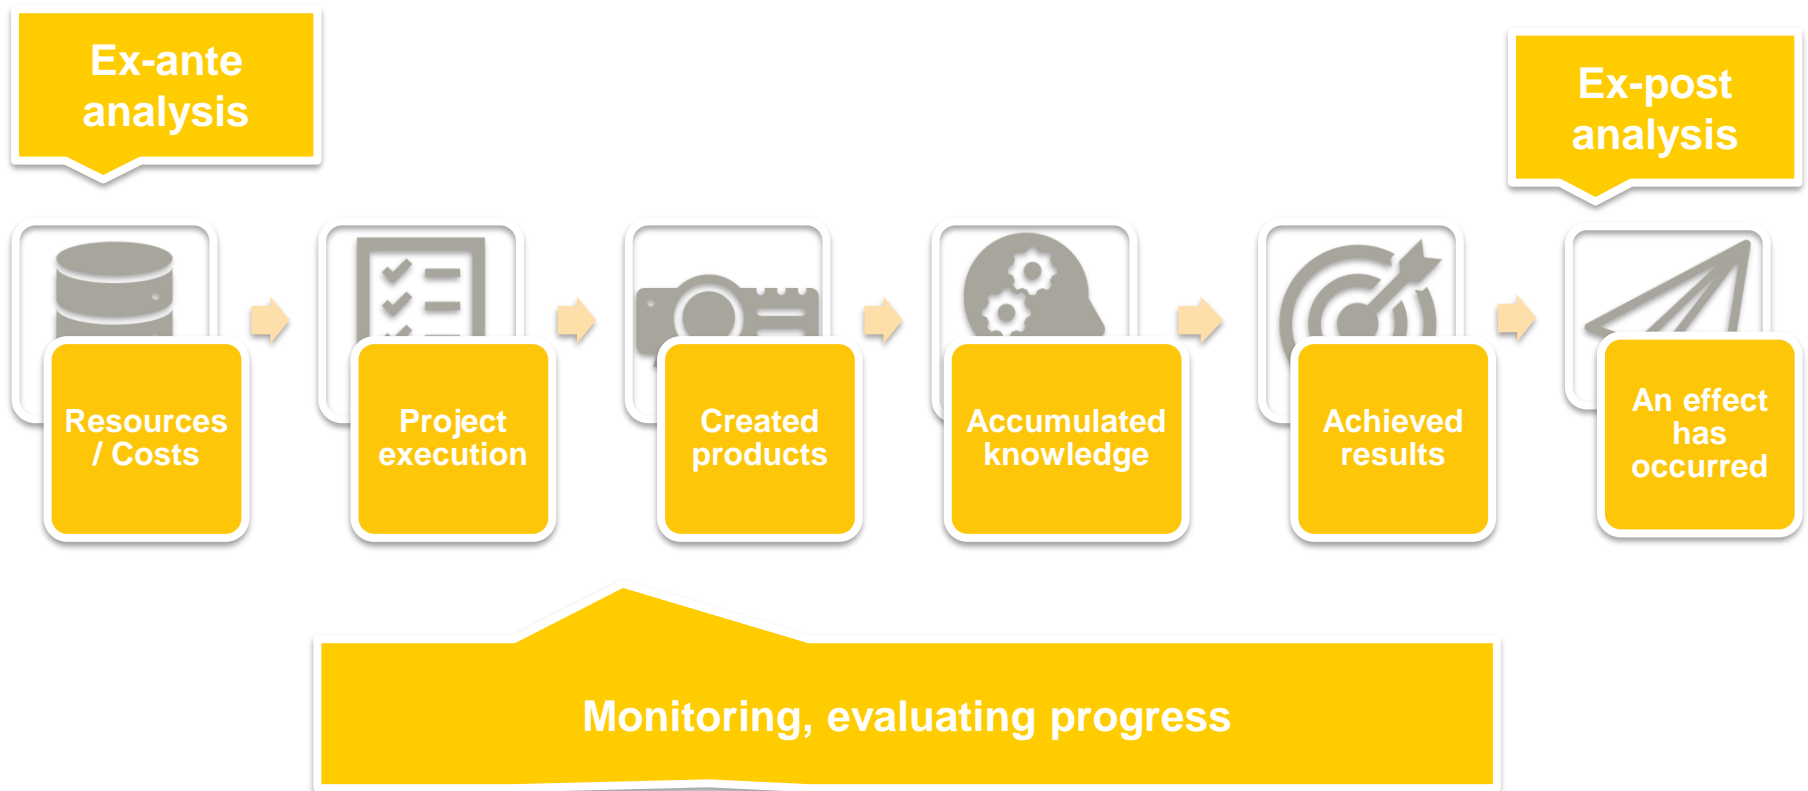 Ex-ante
analysis
Ex-post
analysis
Resources
/ Costs
Project
execution
Created
products
Accumulated
knowledge
Achieved
results
An effect
has
occurred
Monitoring, evaluating progress